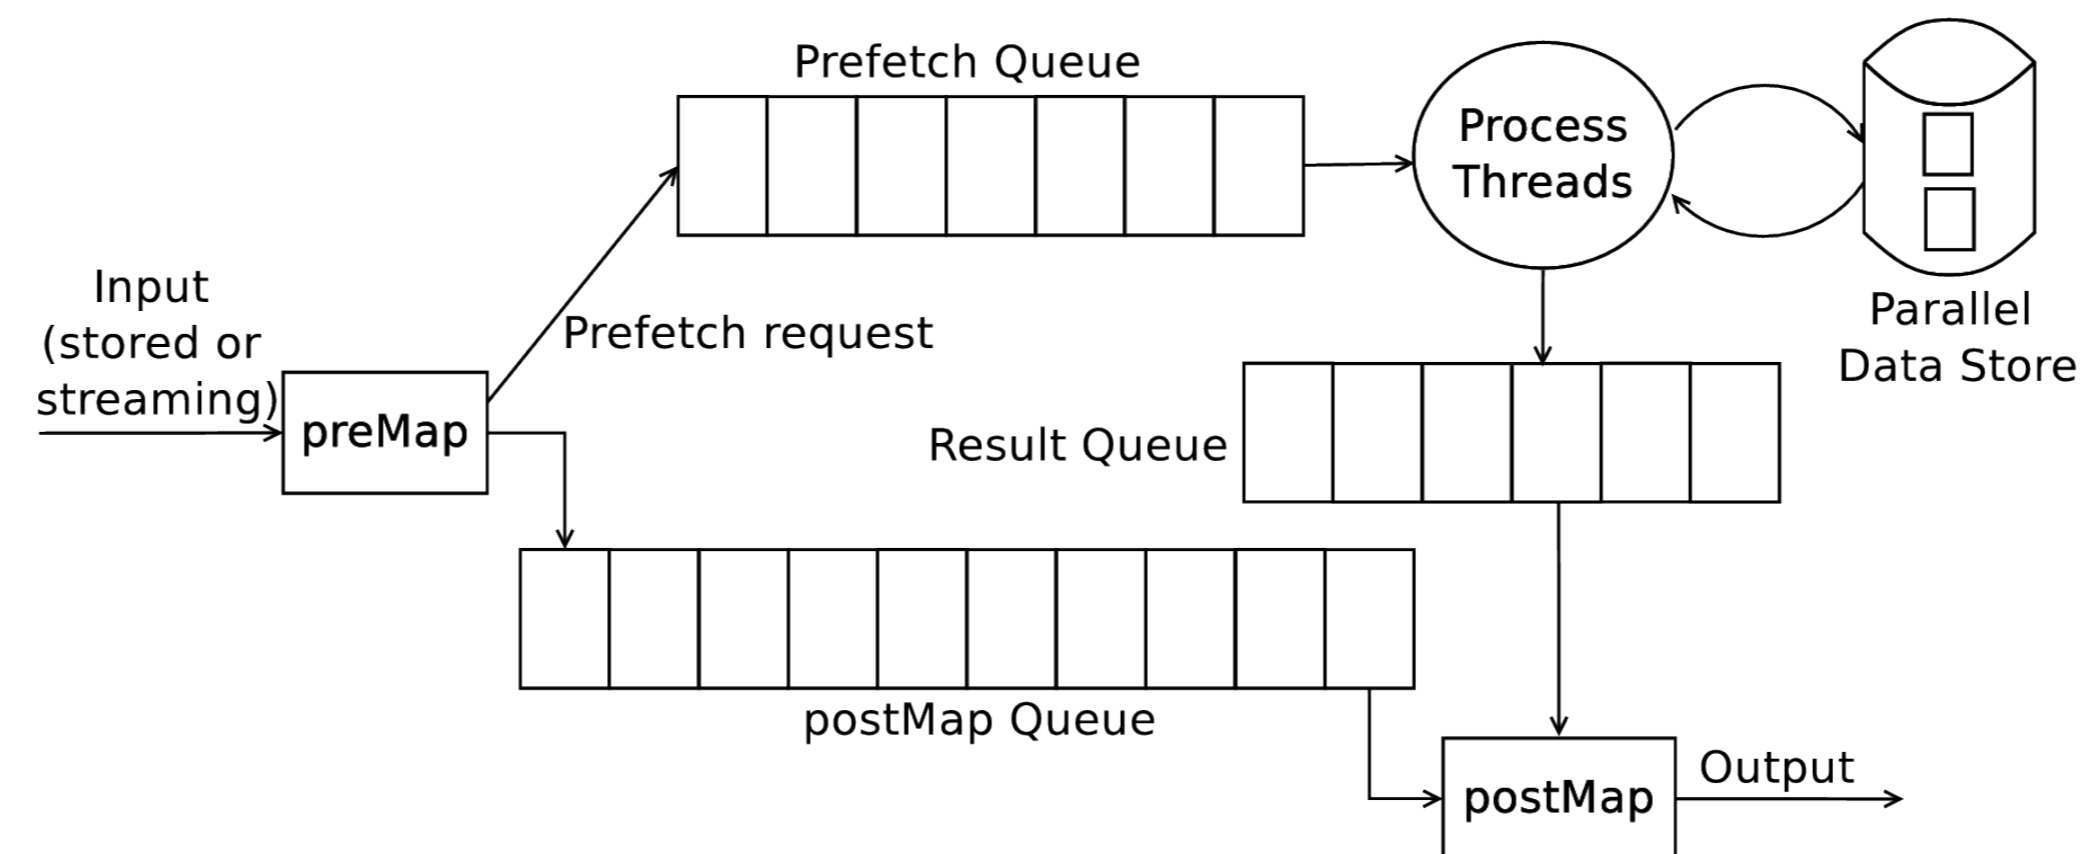 Prefetch Queue
Process
Threads
Input
(stored or
streaming)
Prefetch request
Parallel
Data Store
preMap
Result Queue
postMap Queue
Output
postMap